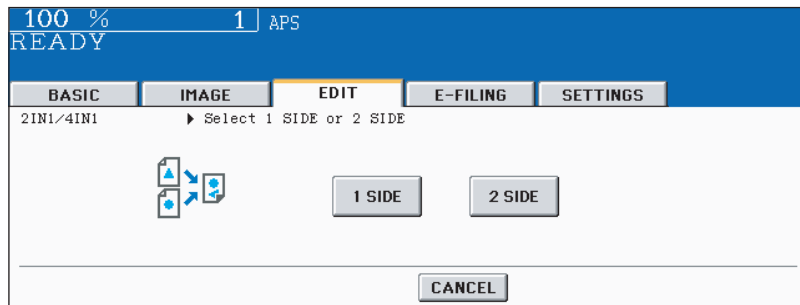 100 % 1 APS
READY
BASIC IMAGE EDIT E-FILING SETTINGS
2IN1/4IN1 Select 1 SIDE or 2 SIDE
1 SIDE 2 SIDE
CANCEL